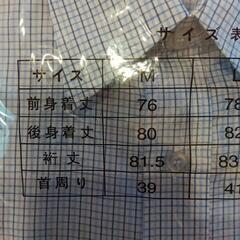 サイズ表
サイズ M L
前身着丈 76 78
後身着丈 80 82
裄丈 81.5 83
首周り 39 41